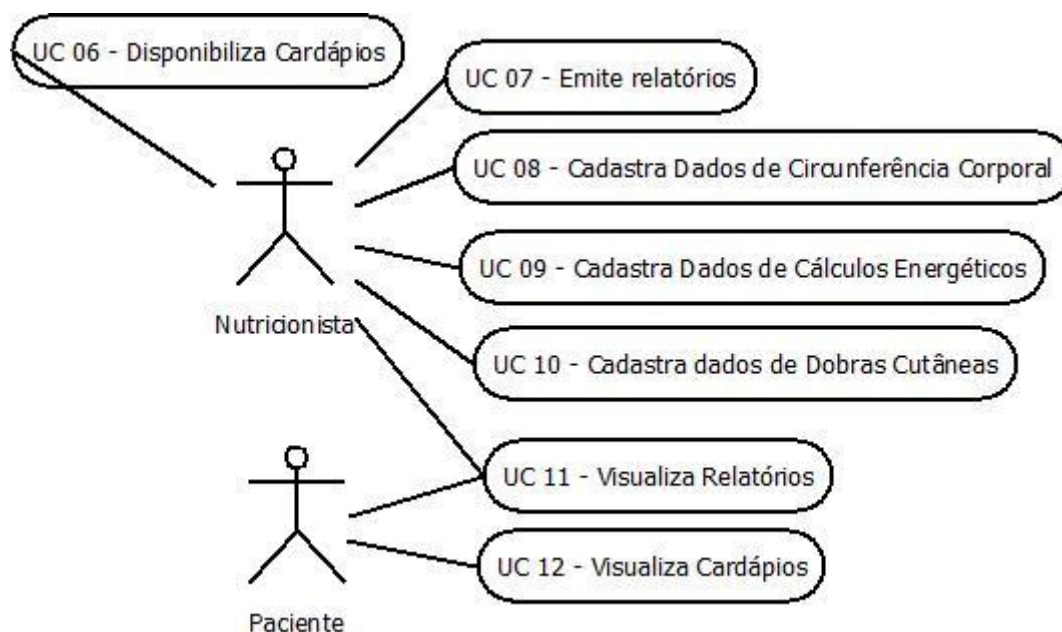 UC 06 - Disponibiliza Cardápios
UC 07 - Emite relatórios
UC 08 - Cadastra Dados de Circunferência Corporal
UC 09 - Cadastra Dados de Cálculos Energéticos
Nutricionista
UC 10 - Cadastra dados de Dobras Cutâneas
UC 11 - Visualiza Relatórios
UC 12 - Visualiza Cardápios
Paciente